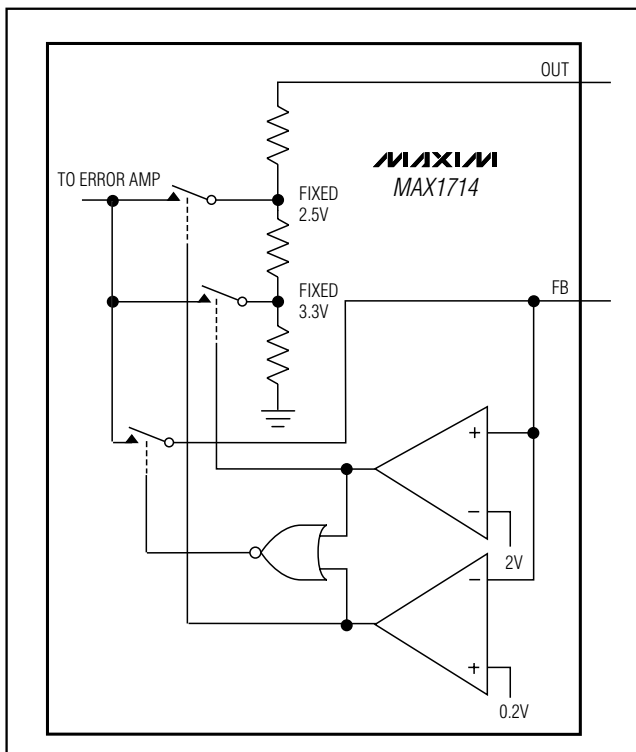 OUT
MAXIM
MAX1714
TO ERROR AMP
FIXED
2.5V
FIXED
3.3V
FB
+
−
2V
−
+
0.2V